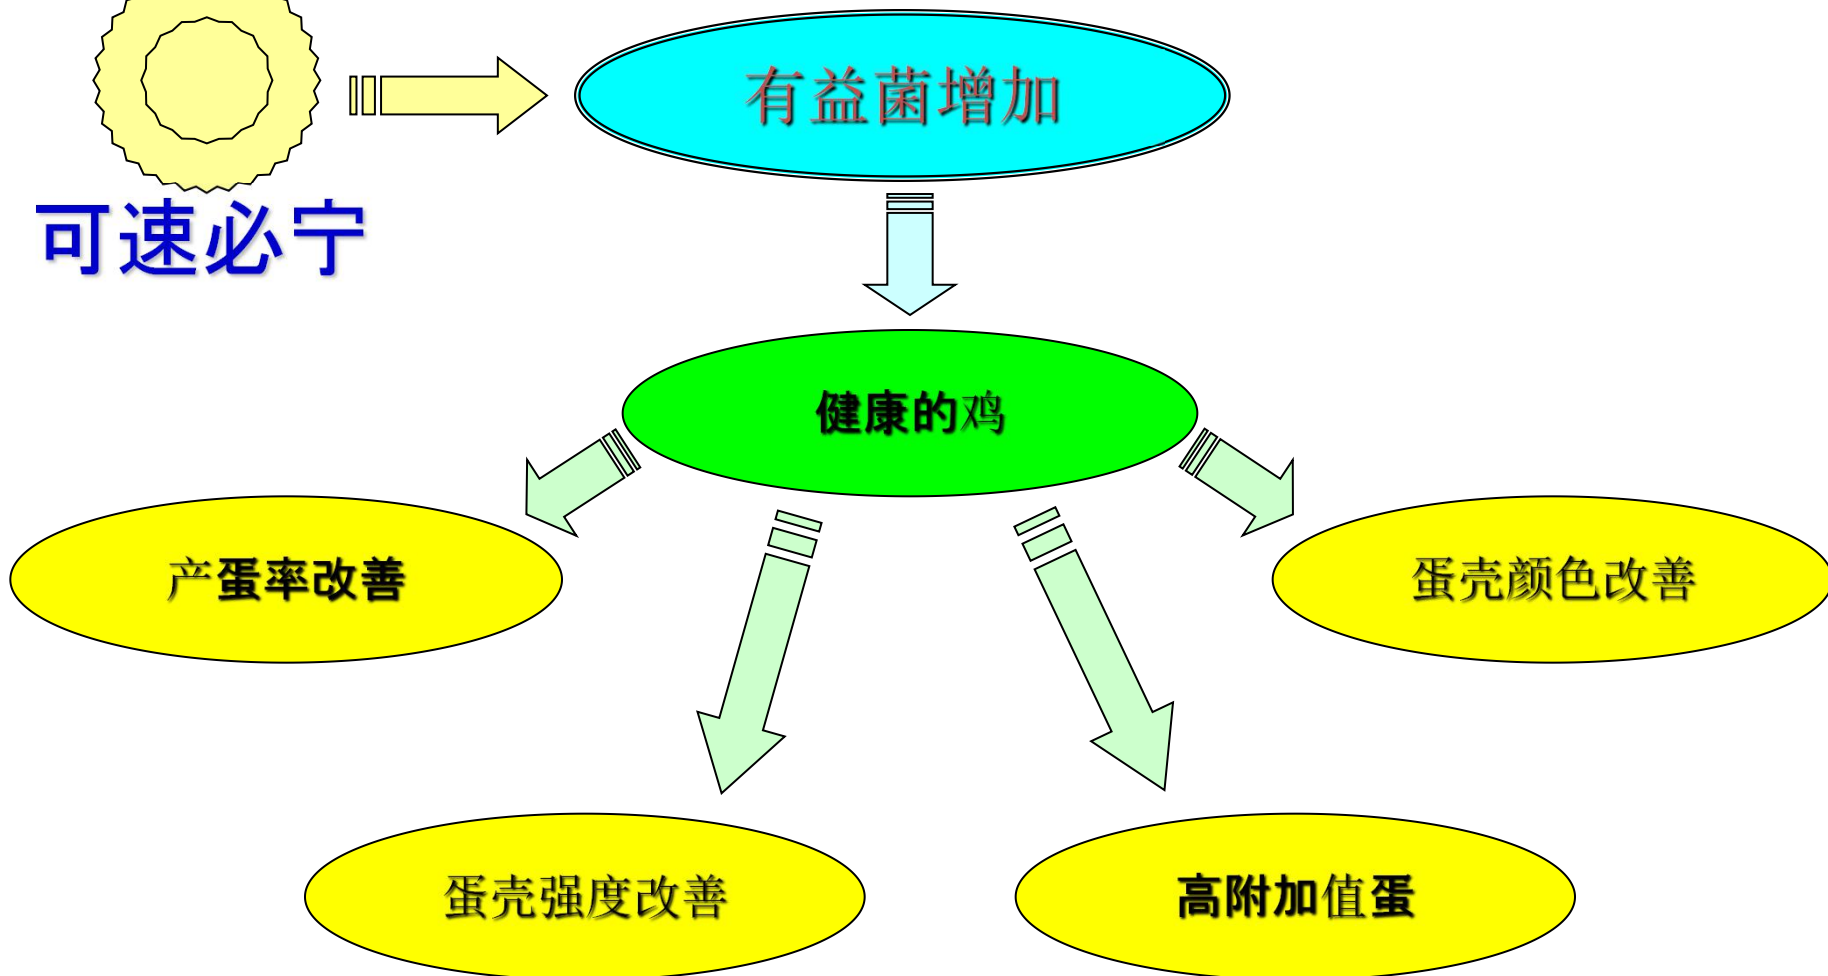 有益菌增加
可速必宁
健康的鸡
产蛋率改善
蛋壳颜色改善
蛋壳强度改善
高附加值蛋